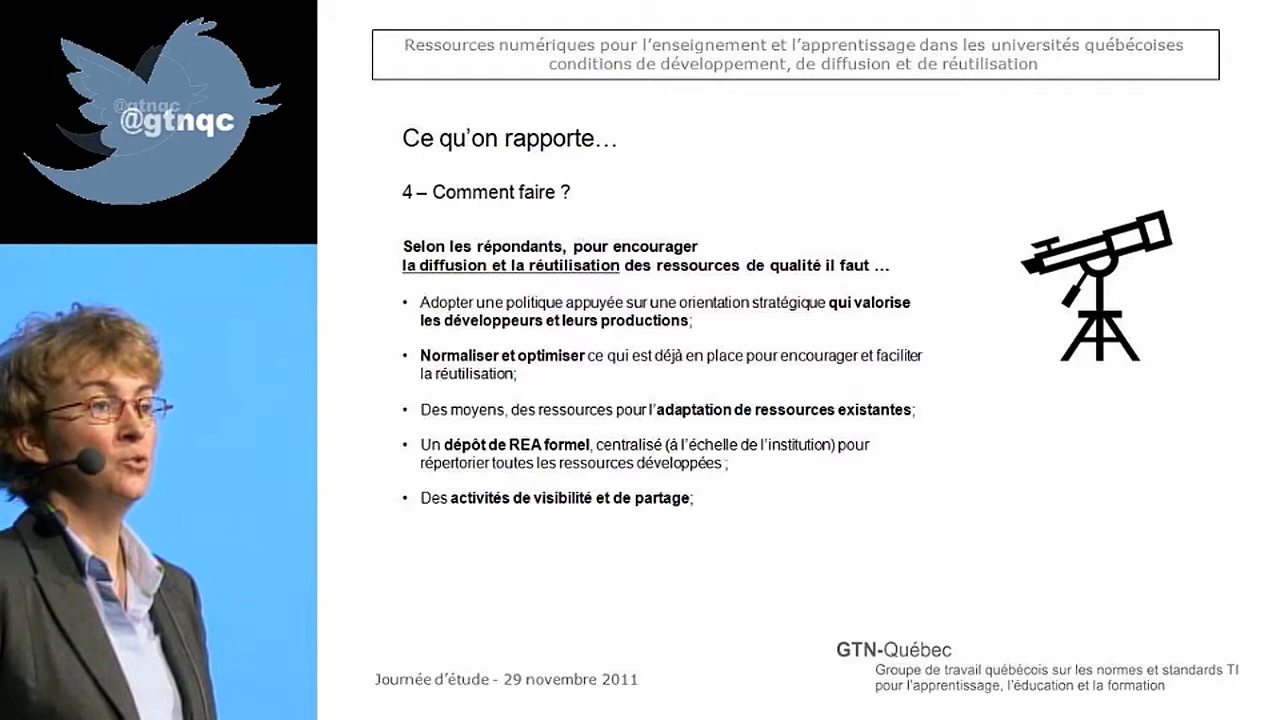 @gtnqc
@gtnqc
Ressources numériques pour l'enseignement et l'apprentissage dans les universités québécoises
conditions de développement, de diffusion et de réutilisation
Ce qu'on rapporte…
4 – Comment faire ?
Selon les répondants, pour encourager
la diffusion et la réutilisation des ressources de qualité il faut …
• Adopter une politique appuyée sur une orientation stratégique qui valorise
les développeurs et leurs productions;
• Normaliser et optimiser ce qui est déjà en place pour encourager et faciliter
la réutilisation;
• Des moyens, des ressources pour l'adaptation de ressources existantes;
• Un dépôt de REA formel, centralisé (à l'échelle de l'institution) pour
répertorier toutes les ressources développées ;
• Des activités de visibilité et de partage;
GTN-Québec
Groupe de travail québécois sur les normes et standards TI
pour l'apprentissage, l'éducation et la formation
Journée d'étude - 29 novembre 2011